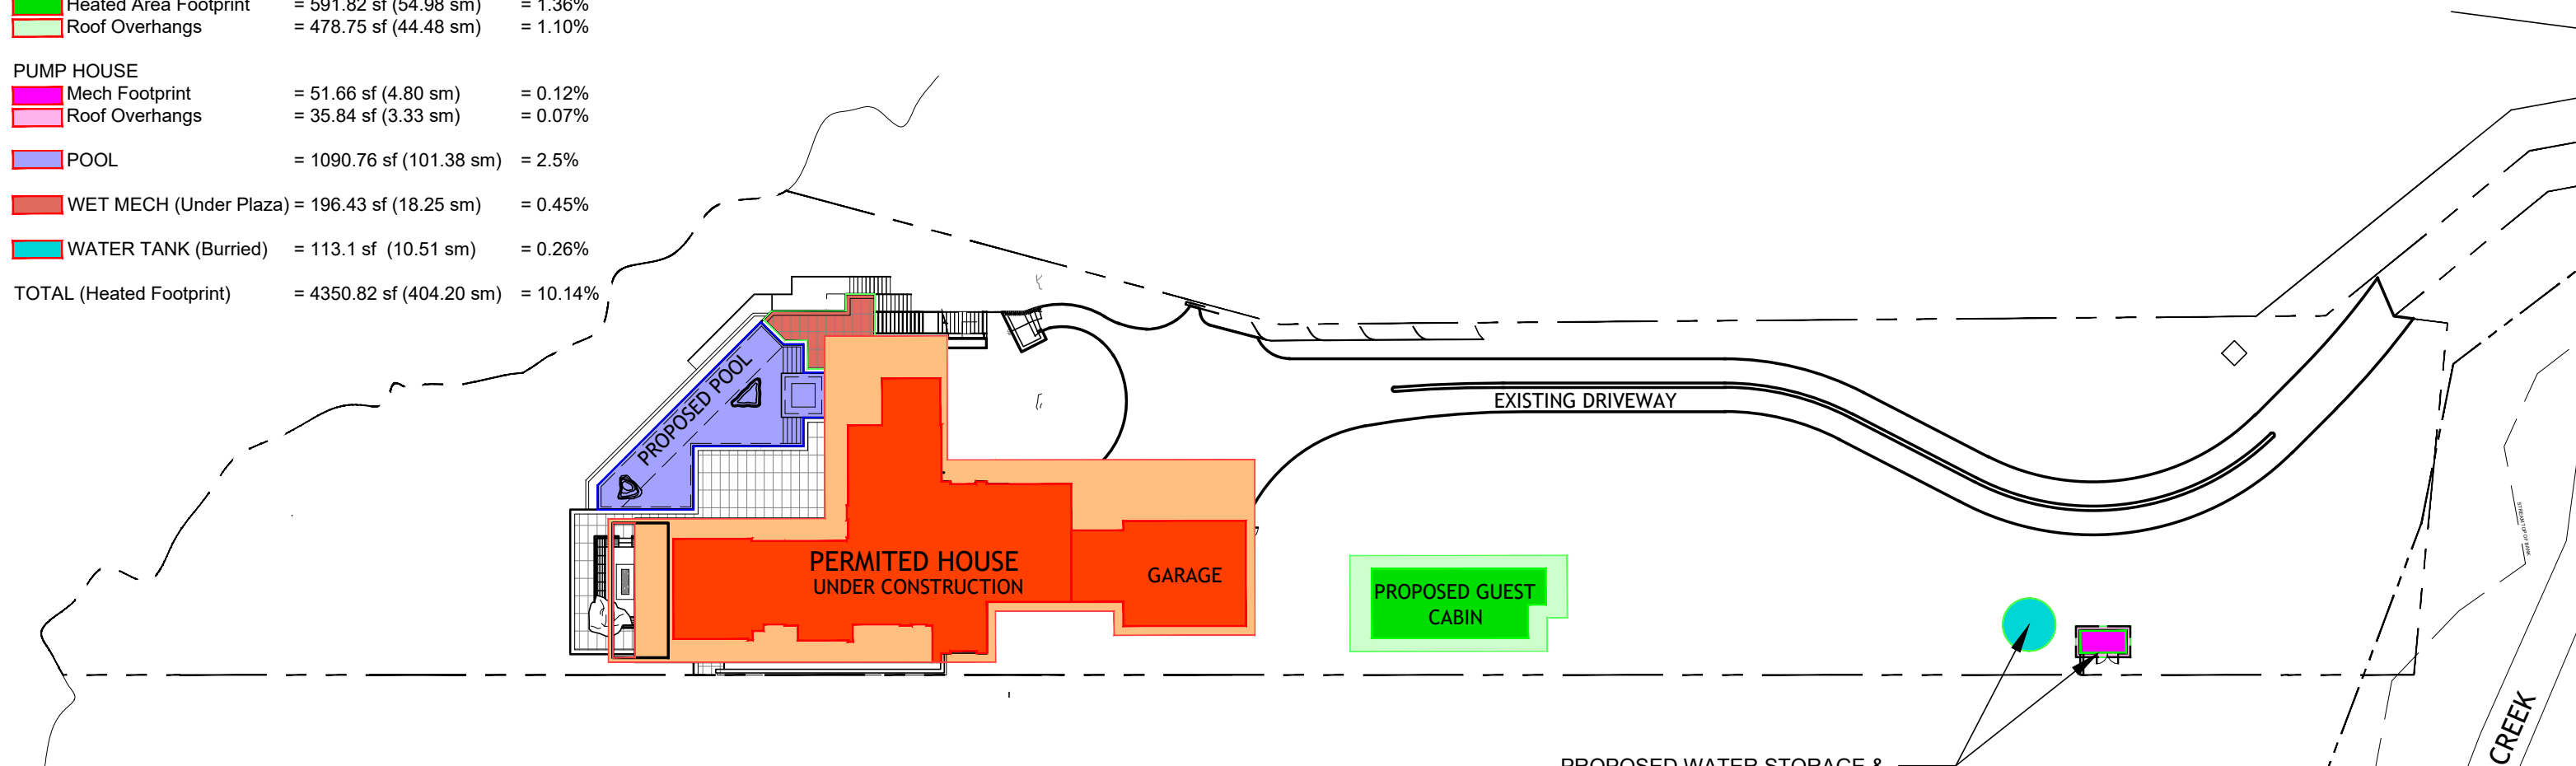 Heated Area Footprint = 591.82 sf (54.98 sm) = 1.36%
Roof Overhangs = 478.75 sf (44.48 sm) = 1.10%
PUMP HOUSE
Mech Footprint = 51.66 sf (4.80 sm) = 0.12%
Roof Overhangs = 35.84 sf (3.33 sm) = 0.07%
POOL = 1090.76 sf (101.38 sm) = 2.5%
WET MECH (Under Plaza) = 196.43 sf (18.25 sm) = 0.45%
WATER TANK (Burried) = 113.1 sf (10.51 sm) = 0.26%
TOTAL (Heated Footprint) = 4350.82 sf (404.20 sm) = 10.14%
PROPOSED POOL
EXISTING DRIVEWAY
STREAM TOP OF BANK
PERMITED HOUSE
UNDER CONSTRUCTION
GARAGE
PROPOSED GUEST
CABIN
CREEK
PROPOSED WATER STORAGE &